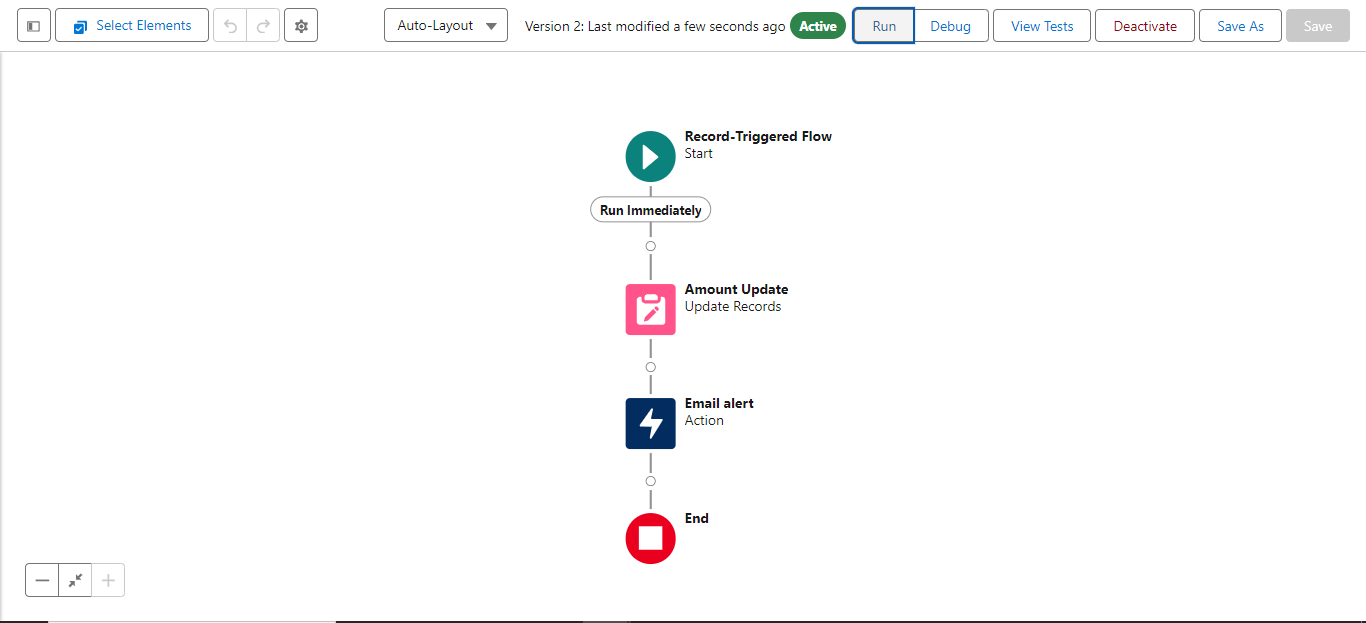 Select Elements
Auto-Layout
Version 2: Last modified a few seconds ago
Active
Run
Debug
View Tests
Deactivate
Save As
Save
Record-Triggered Flow
Start
Run Immediately
Amount Update
Update Records
Email alert
Action
End